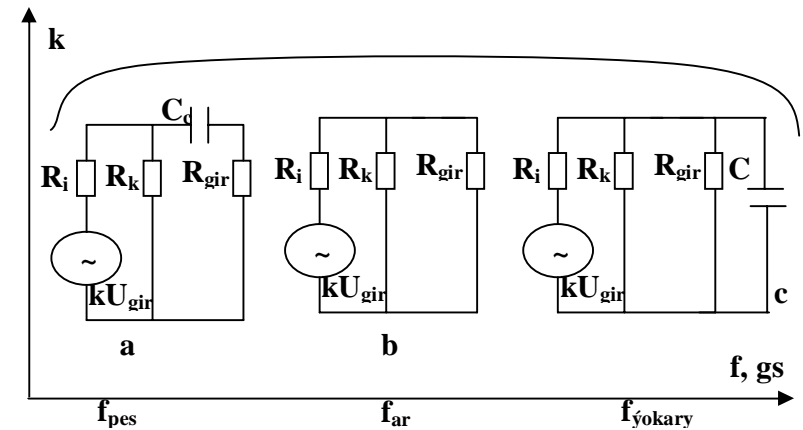 k
C_c
R_i R_k R_gir
R_i R_k R_gir
R_i R_k R_gir C
~
~
~
kU_gir
kU_gir
kU_gir
a
b
c
f, gs
f_pes
f_ar
f_ýokary